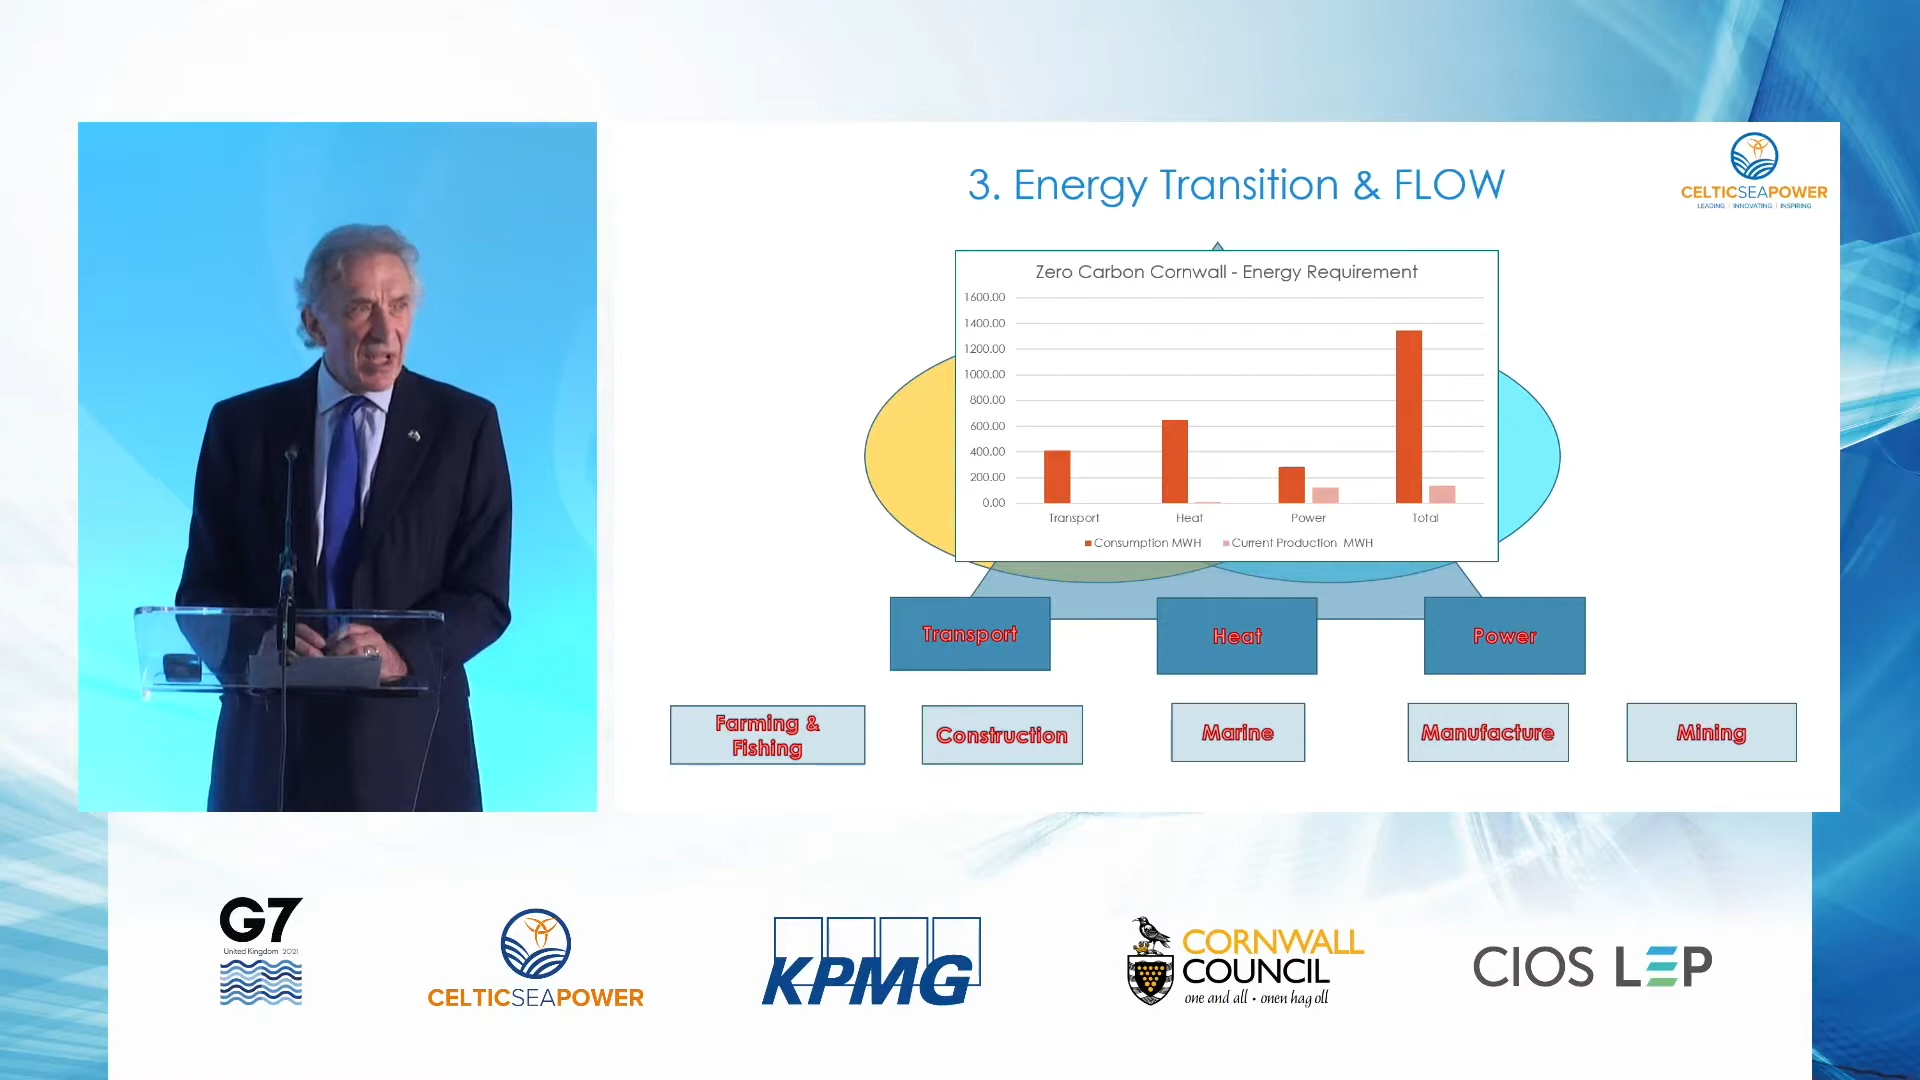 3. Energy Transition & FLOW
CELTICSEAPOWER
LEADING | INNOVATING | INSPIRING
Zero Carbon Cornwall - Energy Requirement
1600.00
1400.00
1200.00
1000.00
800.00
600.00
400.00
200.00
0.00
Transport Heat Power Total
Consumption MWH Current Production MWH
Transport
Heat
Power
Farming &
Fishing
Construction
Marine
Manufacture
Mining
G7
United Kingdom 2021
CELTICSEAPOWER
KPMG
CORNWALL
COUNCIL
one and all • onen hag oll
CIOS LEP